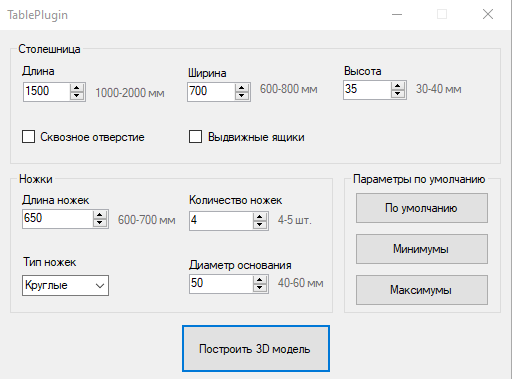 TablePlugin
Столешница
Длина Ширина Высота
1500 1000-2000 мм 700 600-800 мм 35 30-40 мм
Сквозное отверстие Выдвижные ящики
Ножки Параметры по умолчанию
Длина ножек Количество ножек
650 600-700 мм 4 4-5 шт.
По умолчанию
Минимумы
Тип ножек Диаметр основания
Круглые 50 40-60 мм
Максимумы
Построить 3D модель